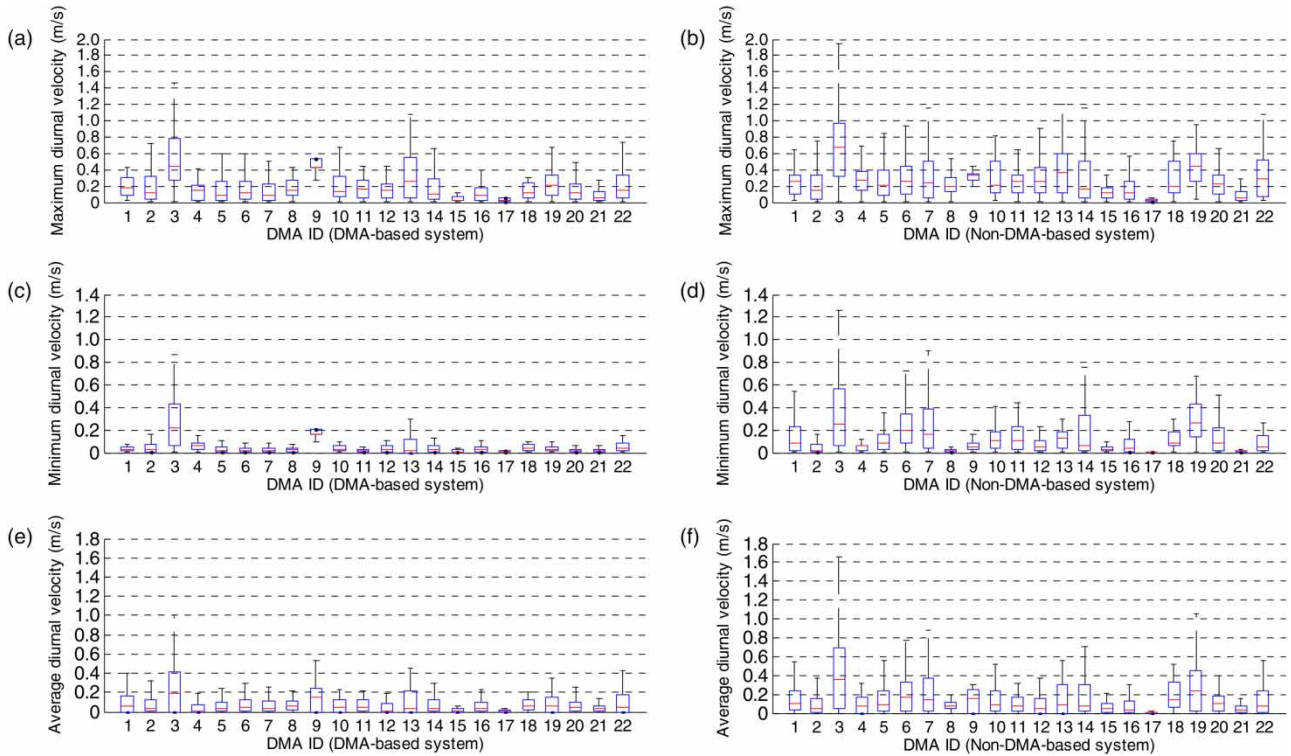 (a)
Maximum diurnal velocity (m/s)
2.0
1.8
1.6
1.4
1.2
1.0
0.8
0.6
0.4
0.2
0
1 2 3 4 5 6 7 8 9 10 11 12 13 14 15 16 17 18 19 20 21 22
DMA ID (DMA-based system)
(b)
Maximum diurnal velocity (m/s)
2.0
1.8
1.6
1.4
1.2
1.0
0.8
0.6
0.4
0.2
0
1 2 3 4 5 6 7 8 9 10 11 12 13 14 15 16 17 18 19 20 21 22
DMA ID (Non-DMA-based system)
(c)
Minimum diurnal velocity (m/s)
1.4
1.2
1.0
0.8
0.6
0.4
0.2
0
1 2 3 4 5 6 7 8 9 10 11 12 13 14 15 16 17 18 19 20 21 22
DMA ID (DMA-based system)
(d)
Minimum diurnal velocity (m/s)
1.4
1.2
1.0
0.8
0.6
0.4
0.2
0
1 2 3 4 5 6 7 8 9 10 11 12 13 14 15 16 17 18 19 20 21 22
DMA ID (Non-DMA-based system)
(e)
Average diurnal velocity (m/s)
1.8
1.6
1.4
1.2
1.0
0.8
0.6
0.4
0.2
0
1 2 3 4 5 6 7 8 9 10 11 12 13 14 15 16 17 18 19 20 21 22
DMA ID (DMA-based system)
(f)
Average diurnal velocity (m/s)
1.8
1.6
1.4
1.2
1.0
0.8
0.6
0.4
0.2
0
1 2 3 4 5 6 7 8 9 10 11 12 13 14 15 16 17 18 19 20 21 22
DMA ID (Non-DMA-based system)